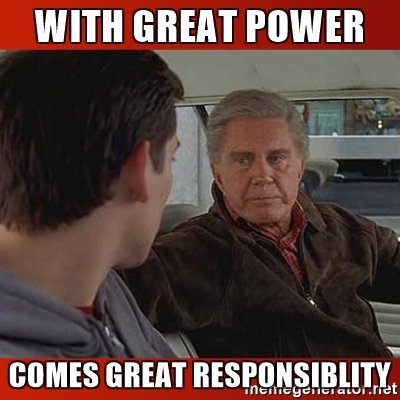 WITH GREAT POWER
COMES GREAT RESPONSIBLITY
memegenerator.net